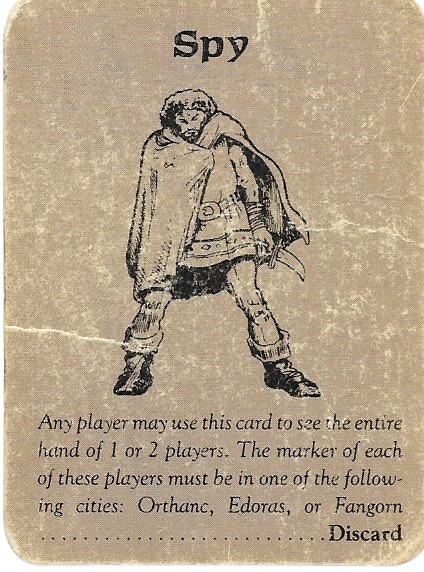 Spy
Any player may use this card to see the entire
hand of 1 or 2 players. The marker of each
of these players must be in one of the follow-
ing cities: Orthanc, Edoras, or Fangorn
............................Discard